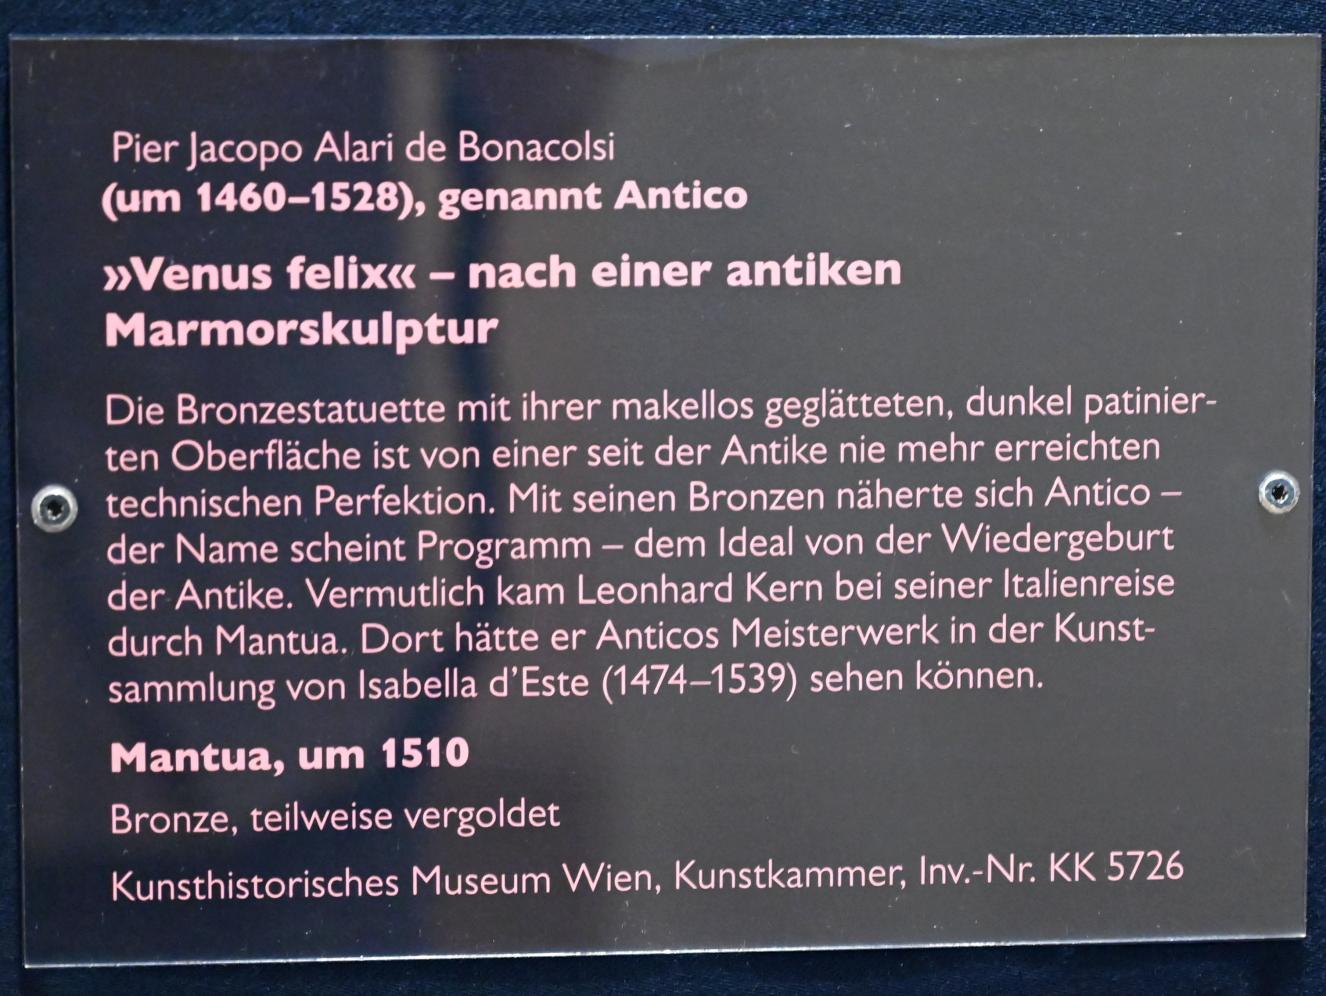 Pier Jacopo Alari de Bonacolsi
(um 1460–1528), genannt Antico
»Venus felix« – nach einer antiken
Marmorskulptur
Die Bronzestatuette mit ihrer makellos geglätteten, dunkel patinier-
ten Oberfläche ist von einer seit der Antike nie mehr erreichten
technischen Perfektion. Mit seinen Bronzen näherte sich Antico –
der Name scheint Programm – dem Ideal von der Wiedergeburt
der Antike. Vermutlich kam Leonhard Kern bei seiner Italienreise
durch Mantua. Dort hätte er Anticos Meisterwerk in der Kunst-
sammlung von Isabella d’Este (1474–1539) sehen können.
Mantua, um 1510
Bronze, teilweise vergoldet
Kunsthistorisches Museum Wien, Kunstkammer, Inv.-Nr. KK 5726